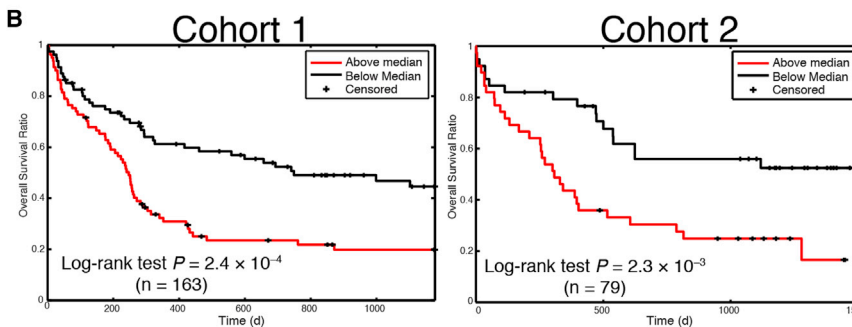 B
Cohort 1
Cohort 2
Above median
Below Median
Censored
Overall Survival Ratio
1
0.8
0.6
0.4
0.2
0
Log-rank test P = 2.4 × 10⁻⁴
(n = 163)
0 200 400 600 800 1000
Time (d)
Above median
Below Median
Censored
Overall Survival Ratio
1
0.8
0.6
0.4
0.2
0
Log-rank test P = 2.3 × 10⁻³
(n = 79)
0 500 1000
Time (d)